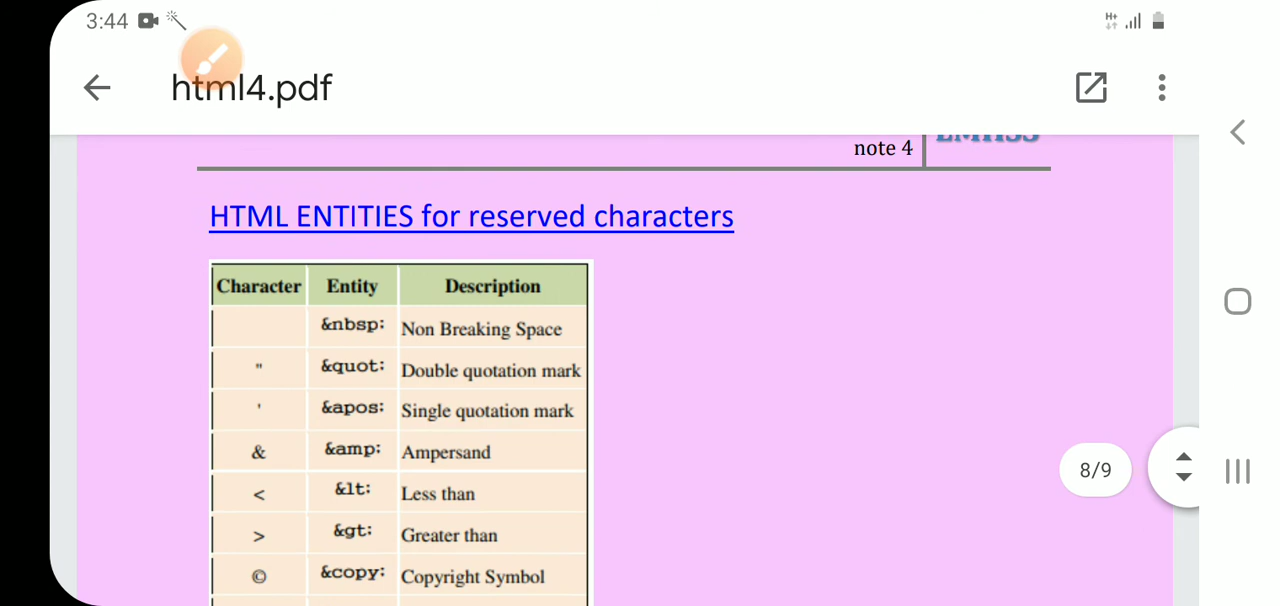 3:44
H+
html4.pdf
note 4
HTML ENTITIES for reserved characters
Character Entity Description
&nbsp: Non Breaking Space
" &quot: Double quotation mark
' &apos: Single quotation mark
& &amp: Ampersand
< &lt: Less than
> &gt: Greater than
© &copy: Copyright Symbol
8/9